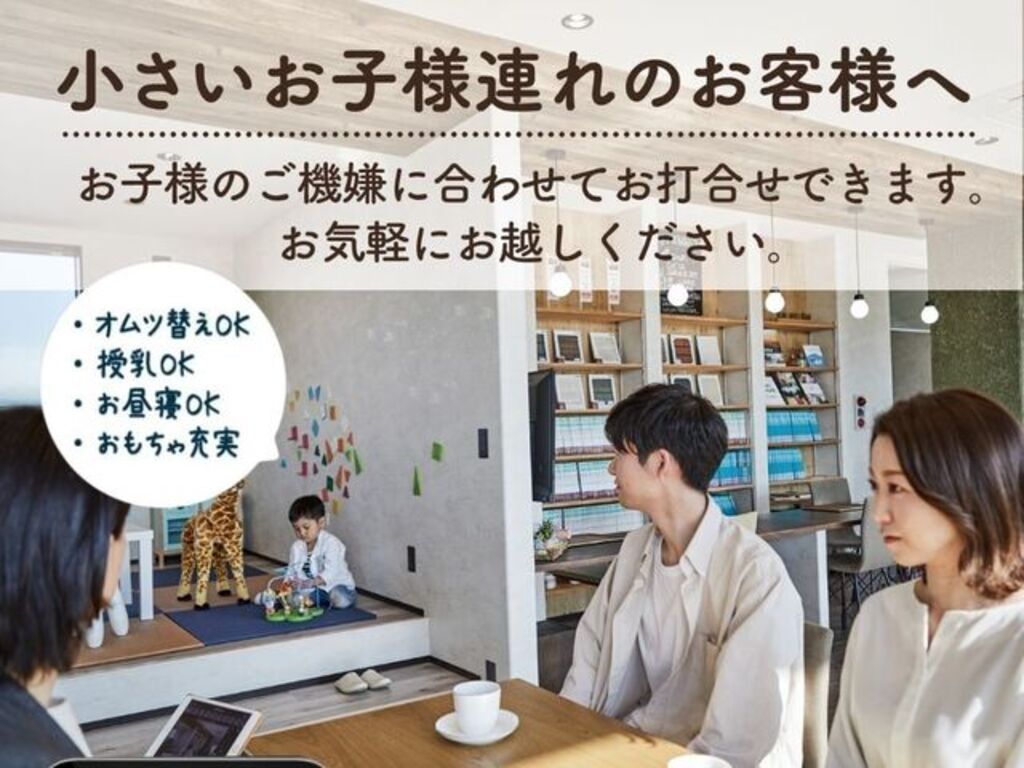 小さいお子様連れのお客様へ
お子様のご機嫌に合わせてお打合せできます。
お気軽にお越しください。
・オムツ替えOK
・授乳OK
・お昼寝OK
・おもちゃ充実